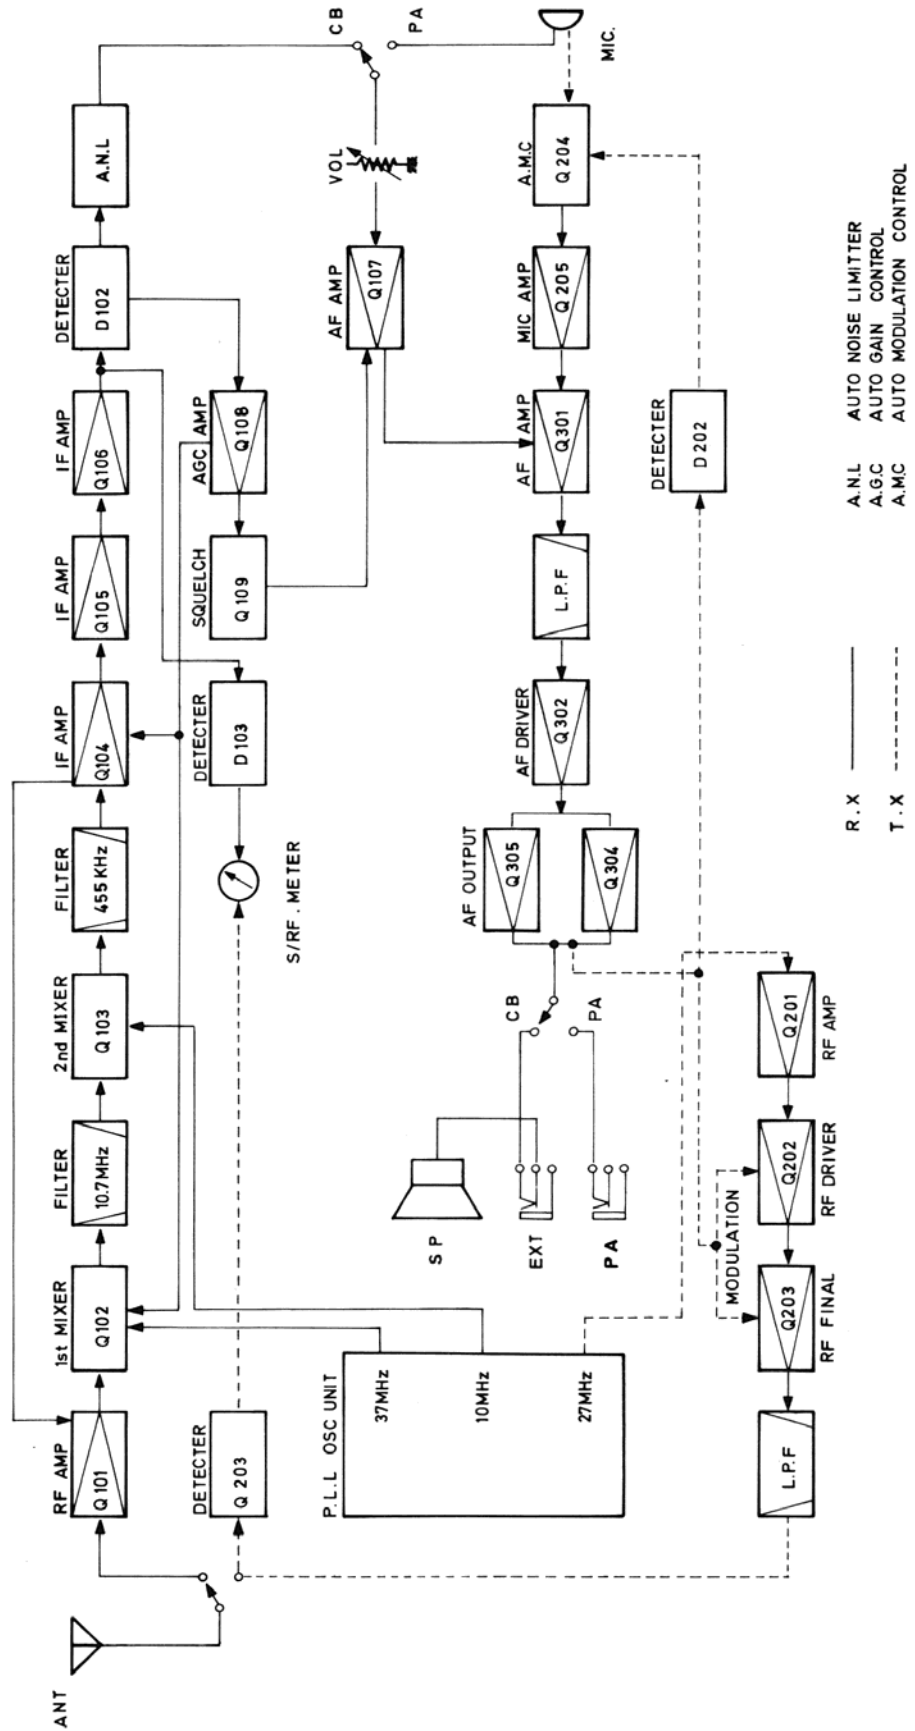 ANT
RF AMP
Q101
1st MIXER
Q102
FILTER
10.7MHz
2nd MIXER
Q103
FILTER
455KHz
IF AMP
Q104
IF AMP
Q105
IF AMP
Q106
DETECTER
D102
A.N.L
DETECTER
Q203
S/RF. METER
DETECTER
D103
SQUELCH
Q109
AGC AMP
Q108
VOL
CB
PA
AF AMP
Q107
P.L.L OSC UNIT
37MHz
10MHz
27MHz
SP
EXT
PA
CB
PA
AF OUTPUT
Q305
Q304
AF DRIVER
Q302
L.P.F
AF AMP
Q301
MIC AMP
Q205
A.M.C
Q204
MIC.
DETECTER
D202
L.P.F
MODULATION
Q203
RF FINAL
Q202
RF DRIVER
Q201
RF AMP
R.X
T.X
A.N.L AUTO NOISE LIMITTER
A.G.C AUTO GAIN CONTROL
A.M.C AUTO MODULATION CONTROL